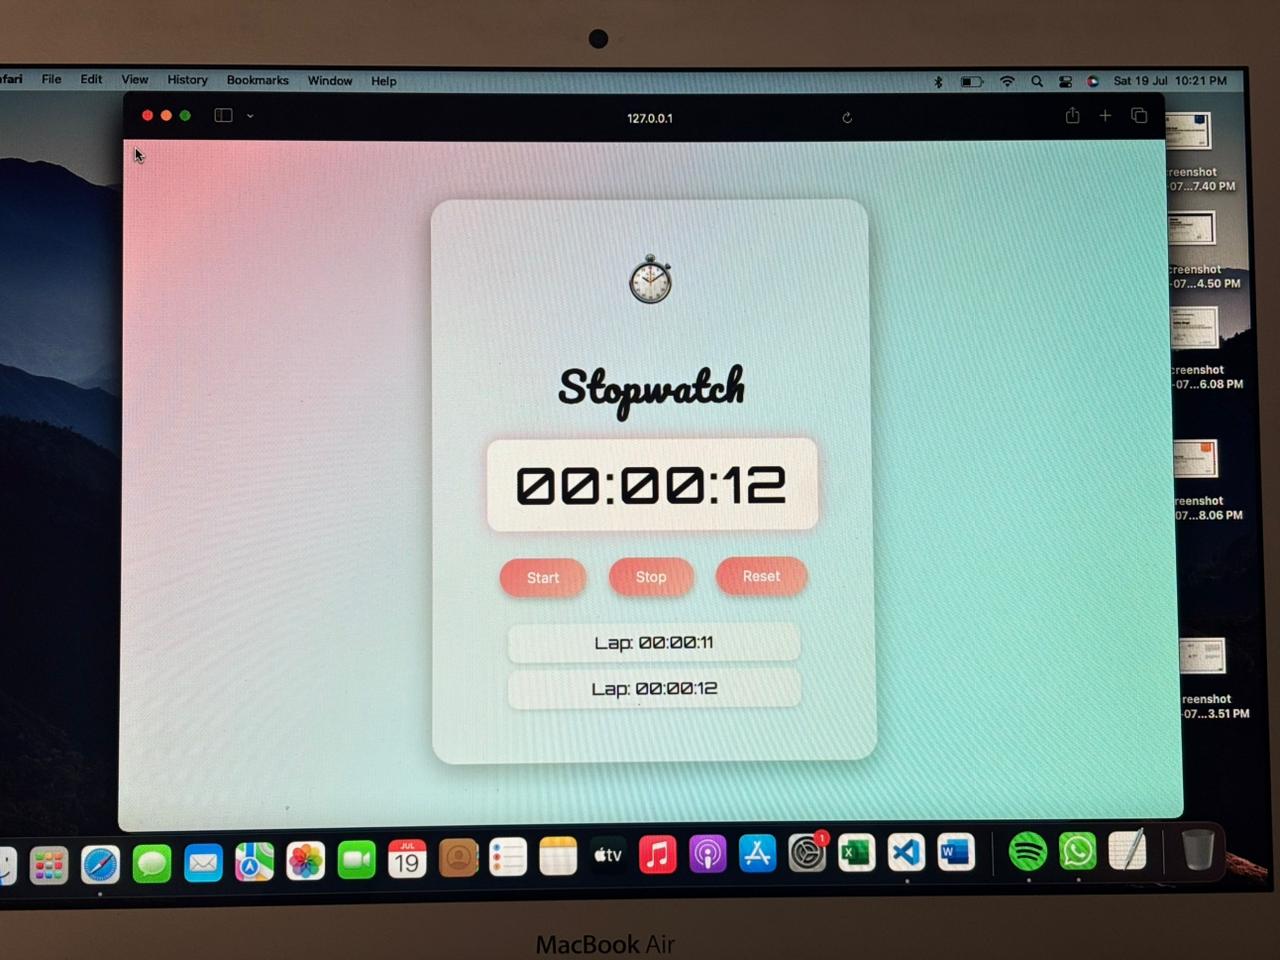 File Edit View History Bookmarks Window Help Sat 19 Jul 10:21 PM
127.0.0.1
Stopwatch
00:00:12
Start Stop Reset
Lap: 00:00:11
Lap: 00:00:12
reenshot
-07...7.40 PM
reenshot
-07...4.50 PM
reenshot
-07...6.08 PM
reenshot
07...8.06 PM
reenshot
-07...3.51 PM
JUL
19
tv
1
MacBook Air